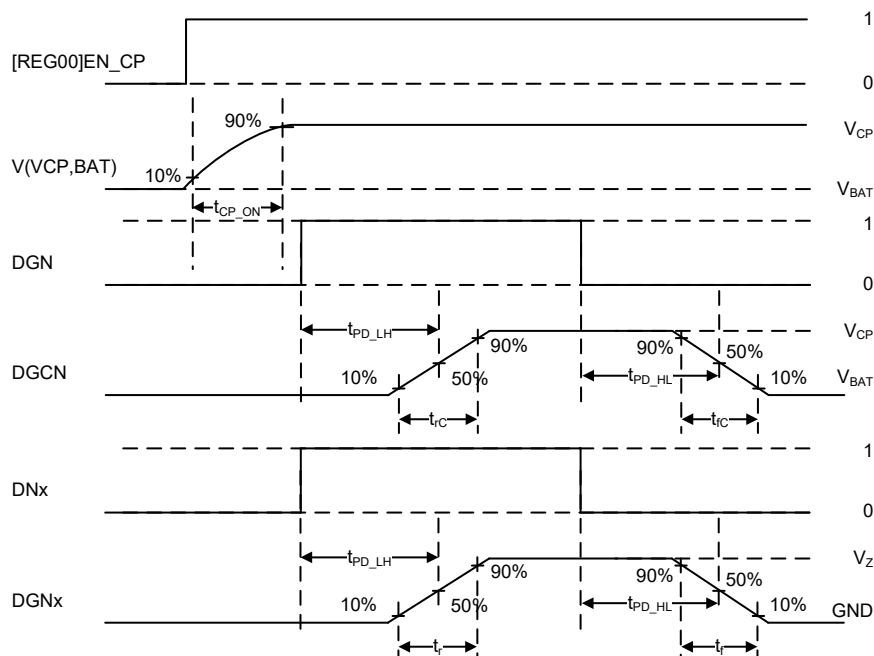 1
[REG00]EN_CP
0
90%
V_CP
V(VCP,BAT)
10%
V_BAT
t_CP_ON
1
DGN
0
t_PD_LH
V_CP
90%
90%
50%
DGCN
10%
50%
t_PD_HL
10%
V_BAT
t_rC
t_fC
1
DNx
0
t_PD_LH
V_Z
90%
90%
50%
DGNx
10%
50%
t_PD_HL
10%
GND
t_r
t_f